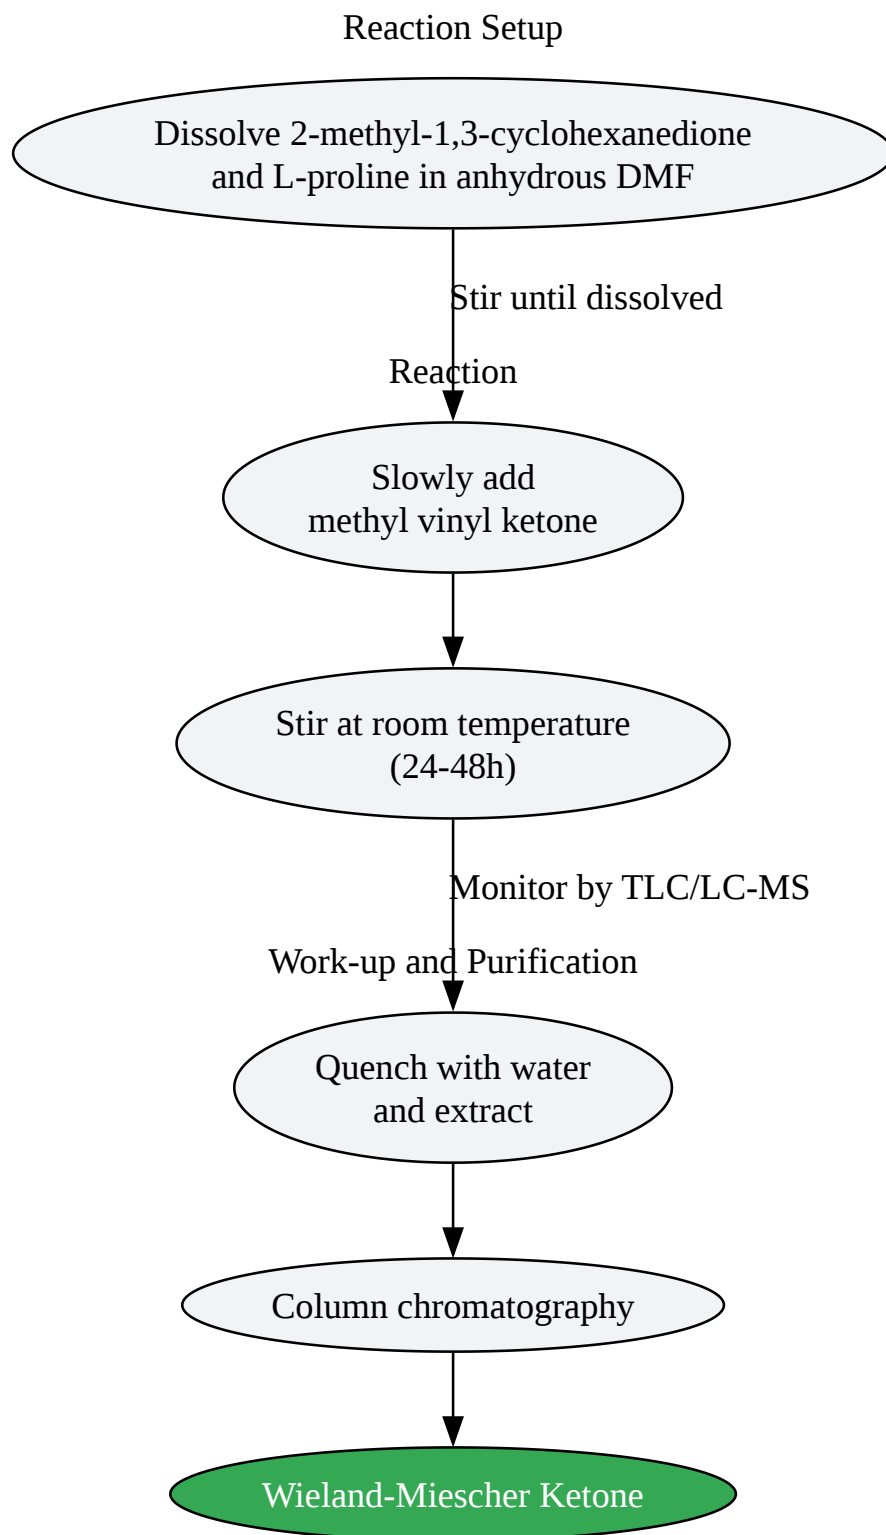 Reaction Setup
Dissolve 2-methyl-1,3-cyclohexanedione
and L-proline in anhydrous DMF
Stir until dissolved
Reaction
Slowly add
methyl vinyl ketone
Stir at room temperature
(24-48h)
Monitor by TLC/LC-MS
Work-up and Purification
Quench with water
and extract
Column chromatography
Wieland-Miescher Ketone